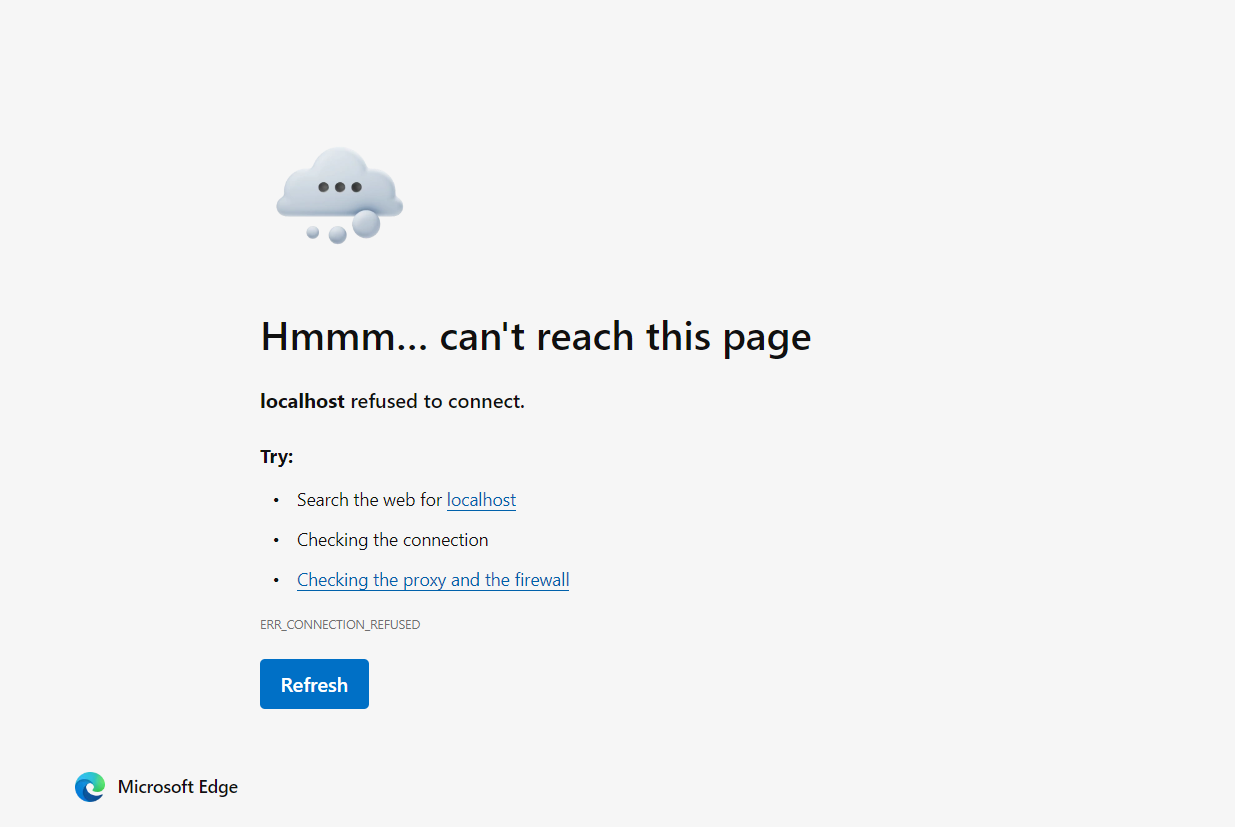 Hmmm… can't reach this page
localhost refused to connect.
Try:
• Search the web for localhost
• Checking the connection
• Checking the proxy and the firewall
ERR_CONNECTION_REFUSED
Refresh
Microsoft Edge